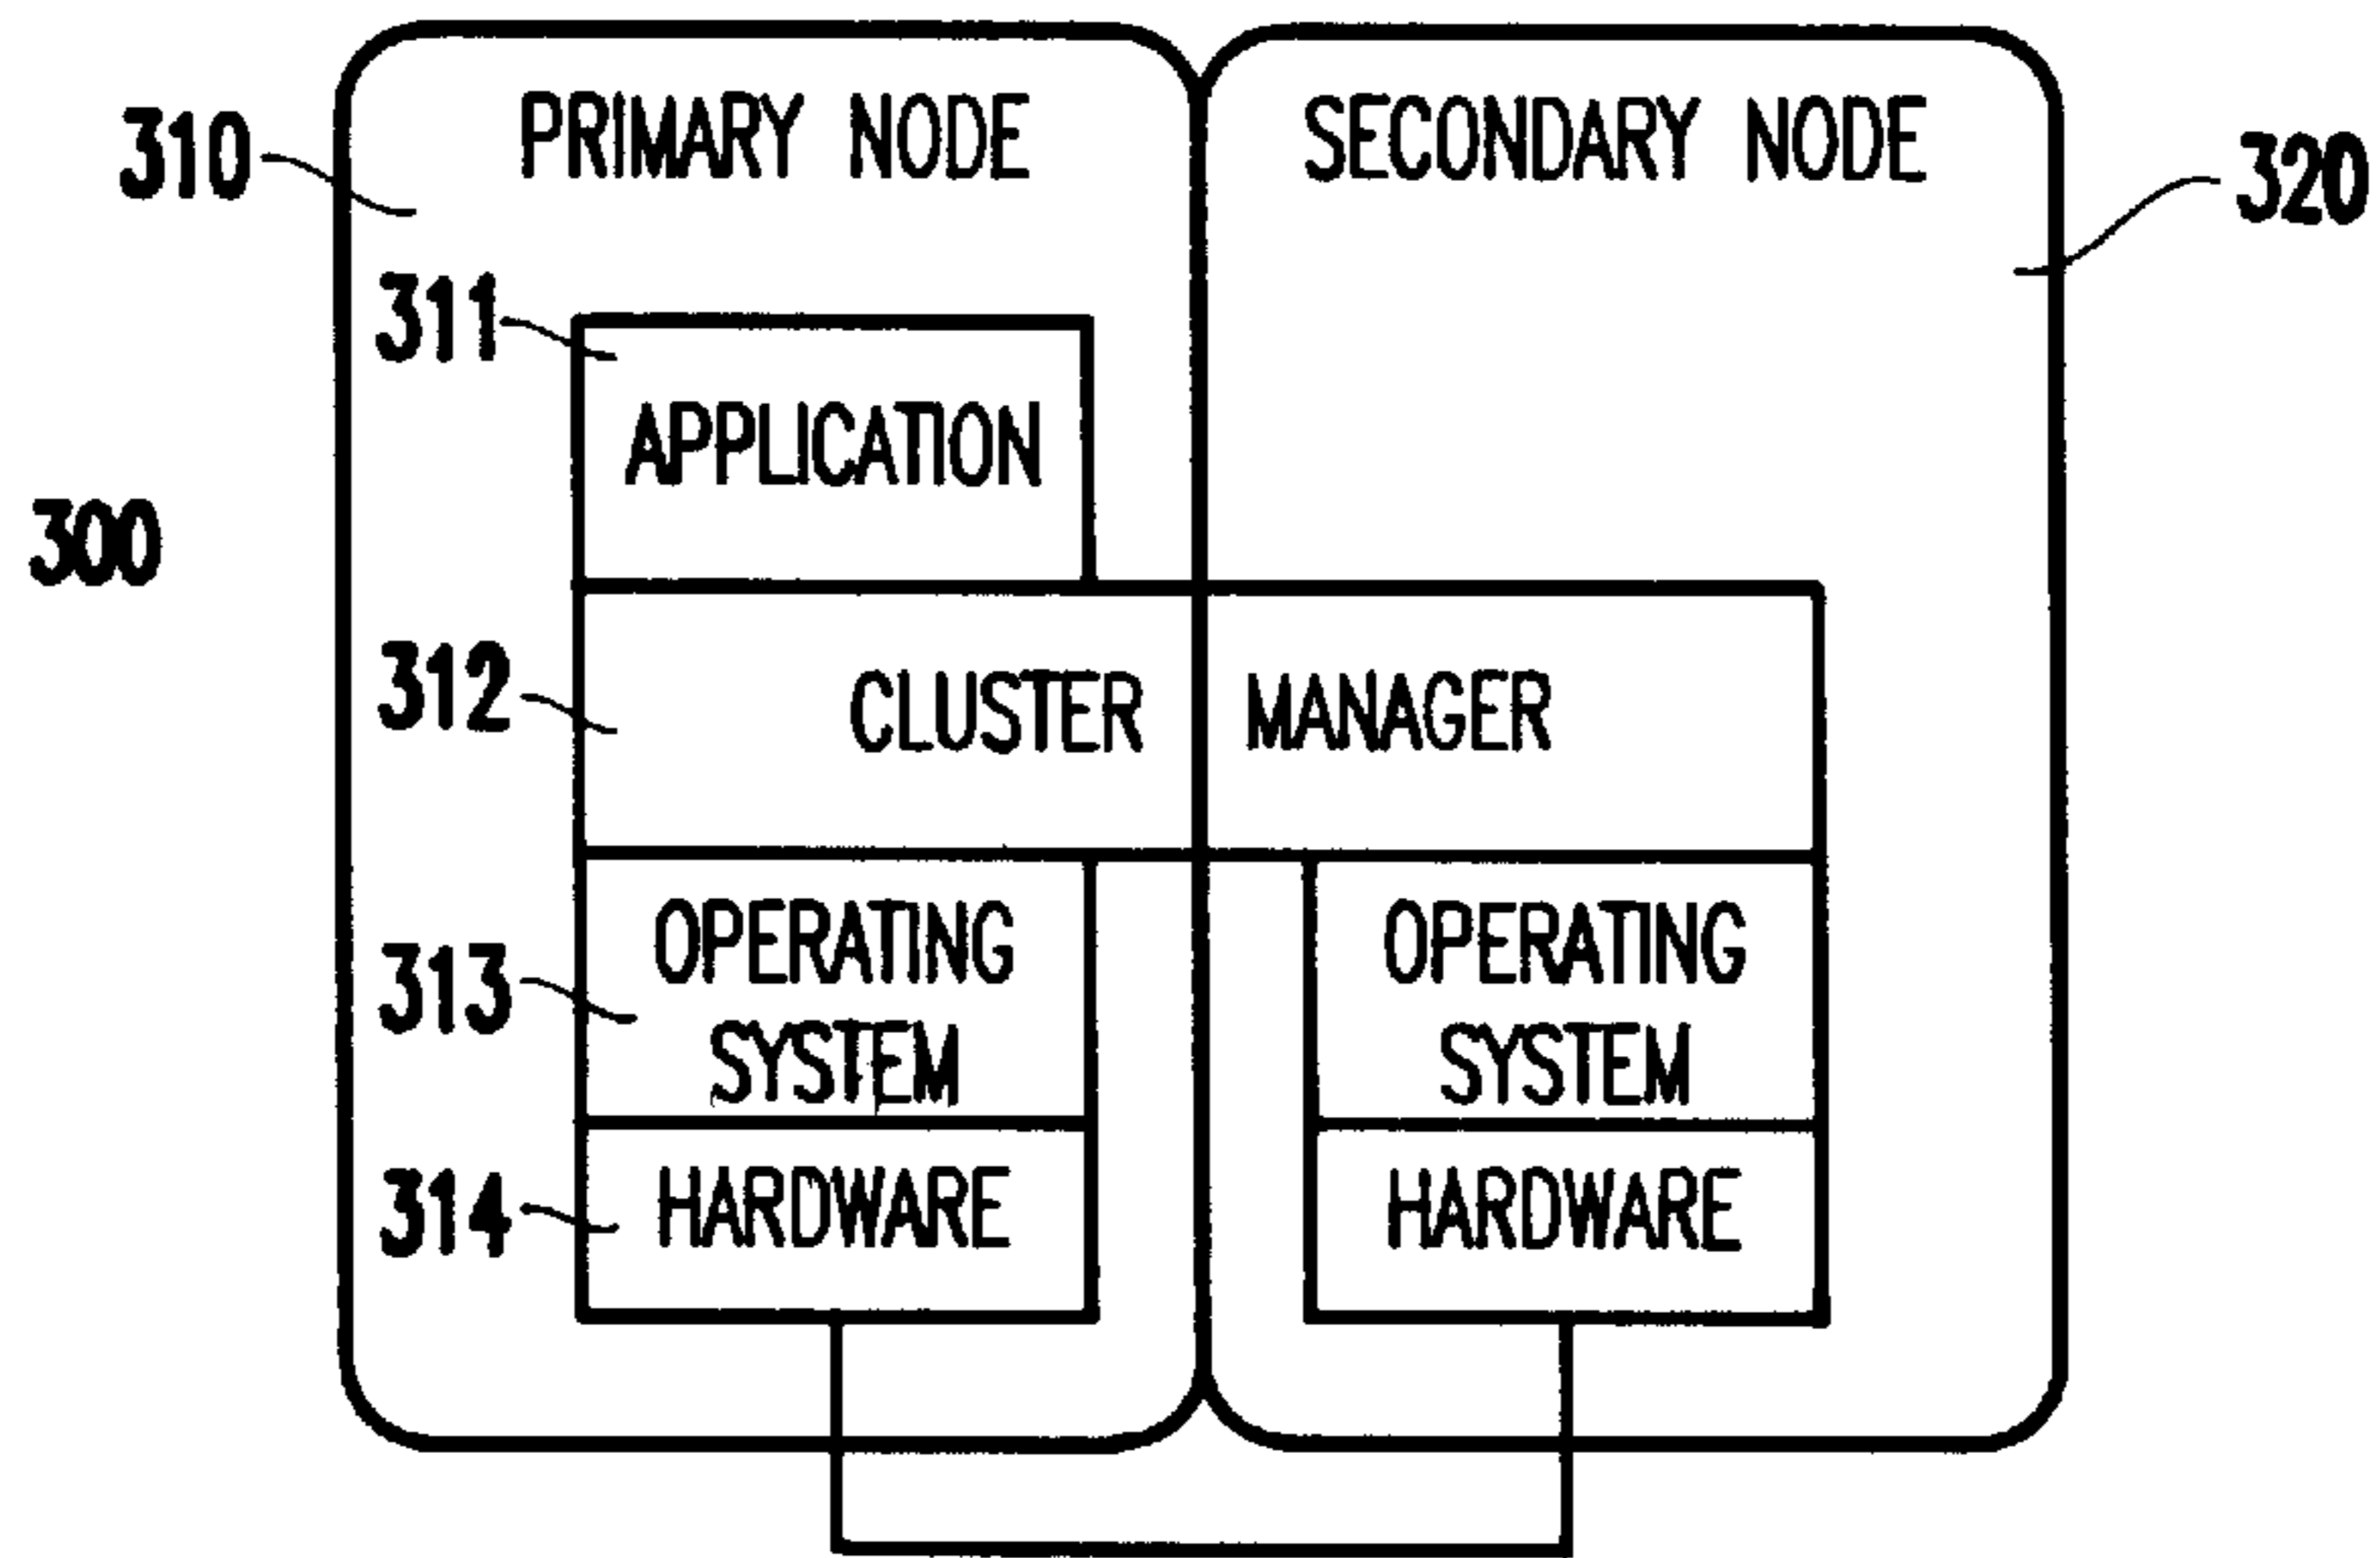 PRIMARY NODE
SECONDARY NODE
310
320
311
APPLICATION
300
312
CLUSTER MANAGER
313
OPERATING
SYSTEM
OPERATING
SYSTEM
314
HARDWARE
HARDWARE